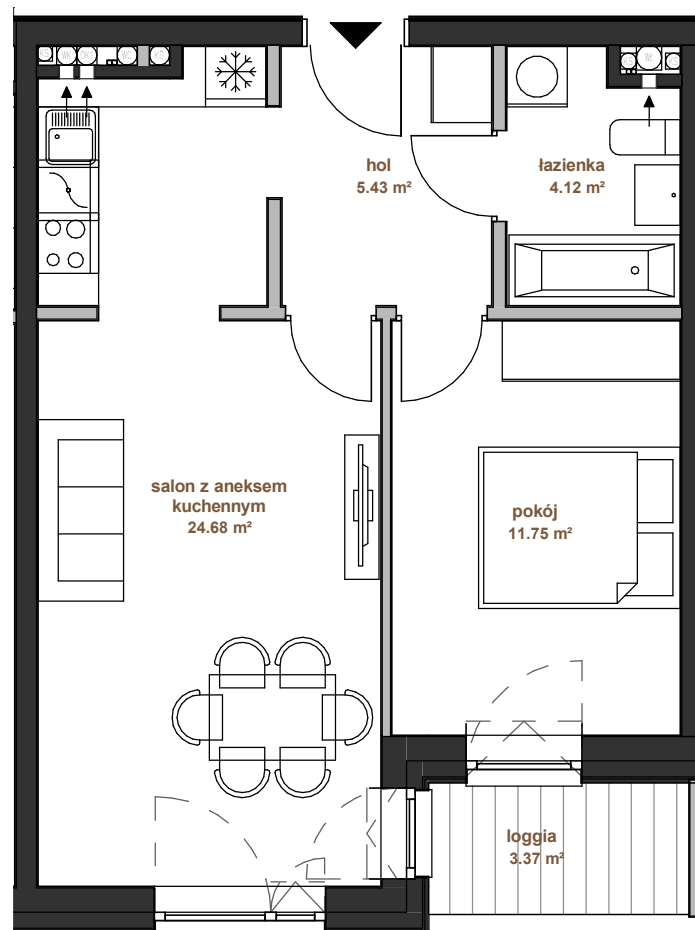 hol
5.43 m²
łazienka
4.12 m²
salon z aneksem
kuchennym
24.68 m²
pokój
11.75 m²
loggia
3.37 m²